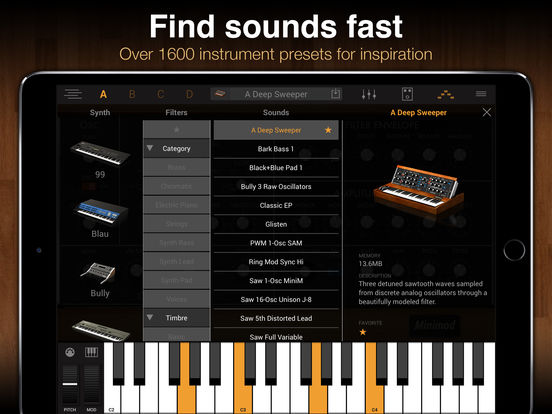 Find sounds fast
Over 1600 instrument presets for inspiration
A B C D A Deep Sweeper
Synth Filters Sounds A Deep Sweeper
99
Blau
Bully
Category
Brass
Chromatic
Electric Piano
Strings
Synth Bass
Synth Lead
Synth Pad
Voices
Timbre
A Deep Sweeper
Bark Bass 1
Black+Blue Pad 1
Bully 3 Raw Oscillators
Classic EP
Glisten
PWM 1-Osc SAM
Ring Mod Sync Hi
Saw 1-Osc MiniM
Saw 16-Osc Unison J-8
Saw 5th Distorted Lead
Saw Full Variable
MEMORY
13.6MB
DESCRIPTION
Three detuned sawtooth waves sampled
from discrete analog oscillators through a
beautifully modeled filter.
FAVORITE
Minimod
PITCH MOD C2 C3 C4